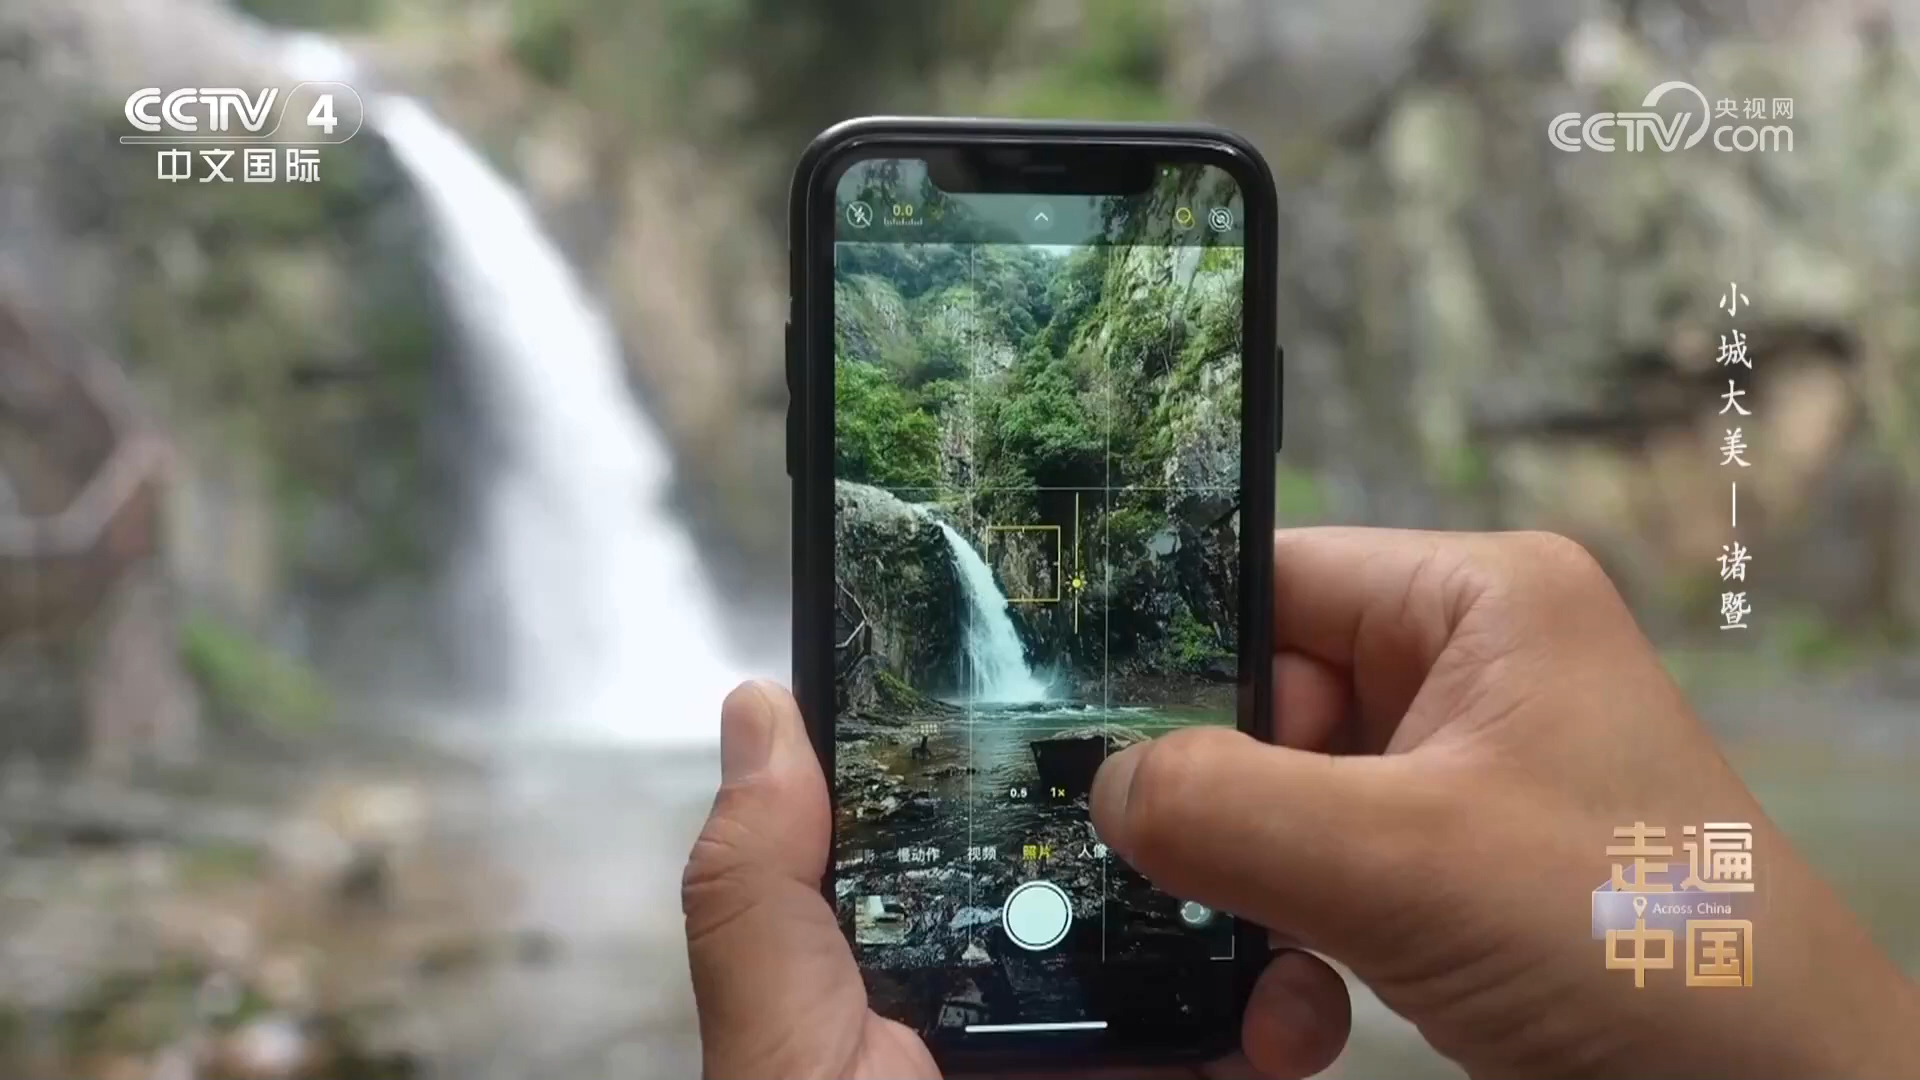 CCTV 4
中文国际
央视网
CCTV.com
小城大美—诸暨
0.0
0.5 1×
慢动作 视频 照片 人像
走遍
Across China
中国